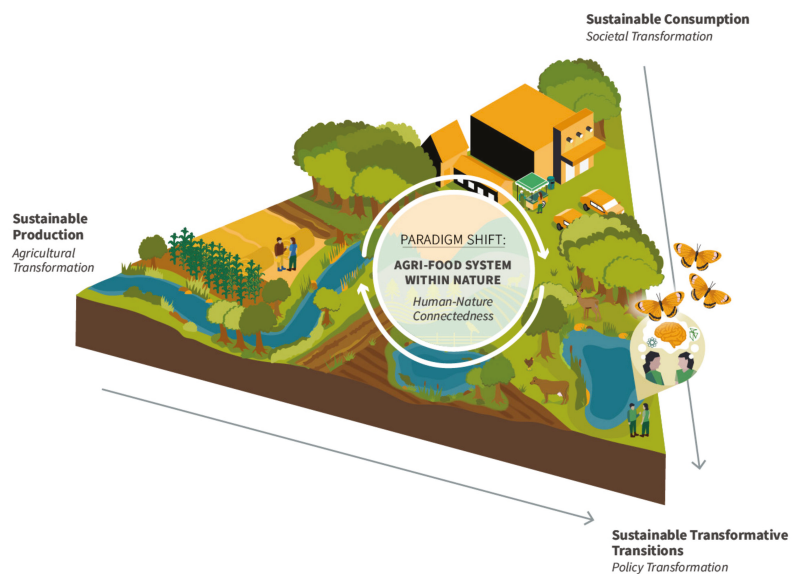 Sustainable Consumption
Societal Transformation
Sustainable
Production
Agricultural
Transformation
PARADIGM SHIFT:
AGRI-FOOD SYSTEM
WITHIN NATURE
Human-Nature
Connectedness
Sustainable Transformative
Transitions
Policy Transformation